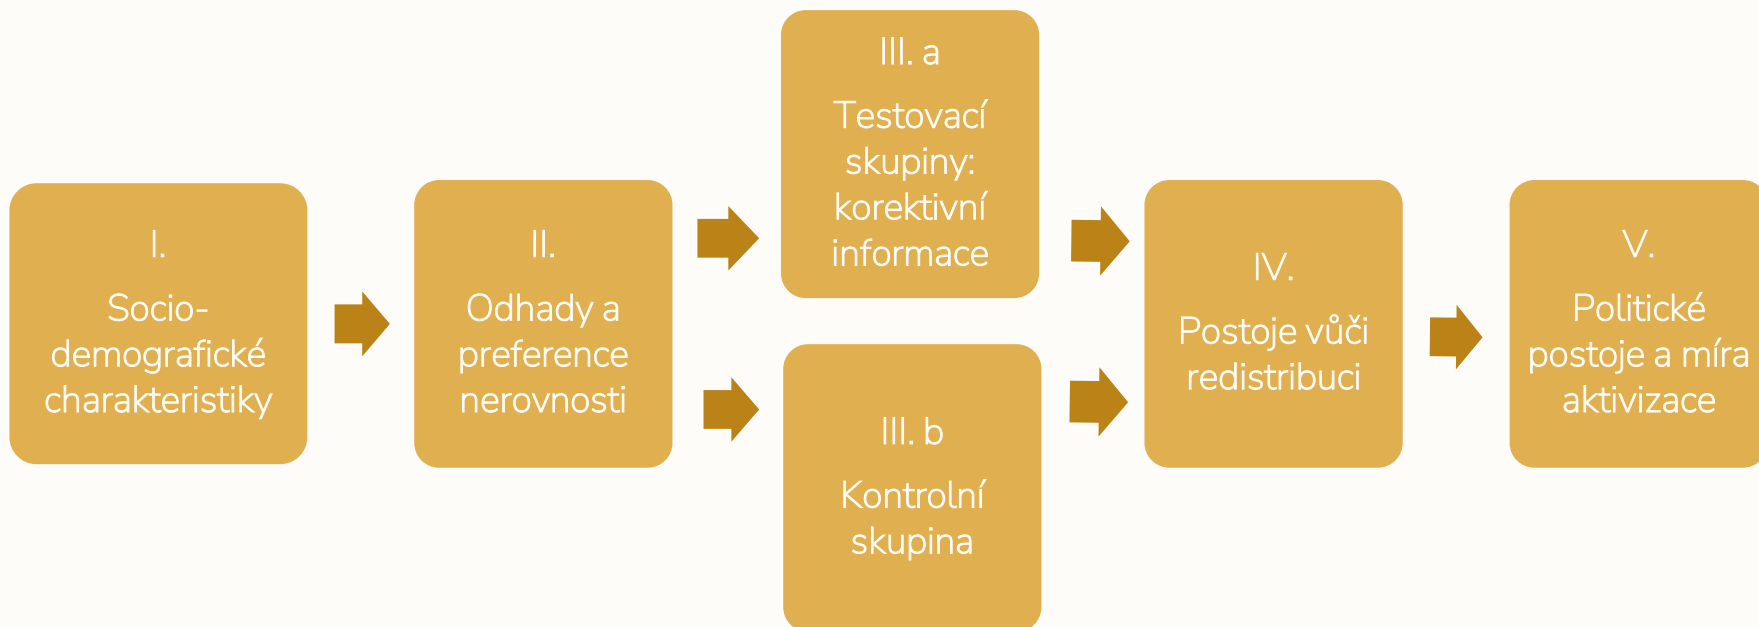 I.
Socio-
demografické
charakteristiky
II.
Odhady a
preference
nerovnosti
III. a
Testovací
skupiny:
korektivní
informace
III. b
Kontrolní
skupina
IV.
Postoje vůči
redistribuci
V.
Politické
postoje a míra
aktivizace